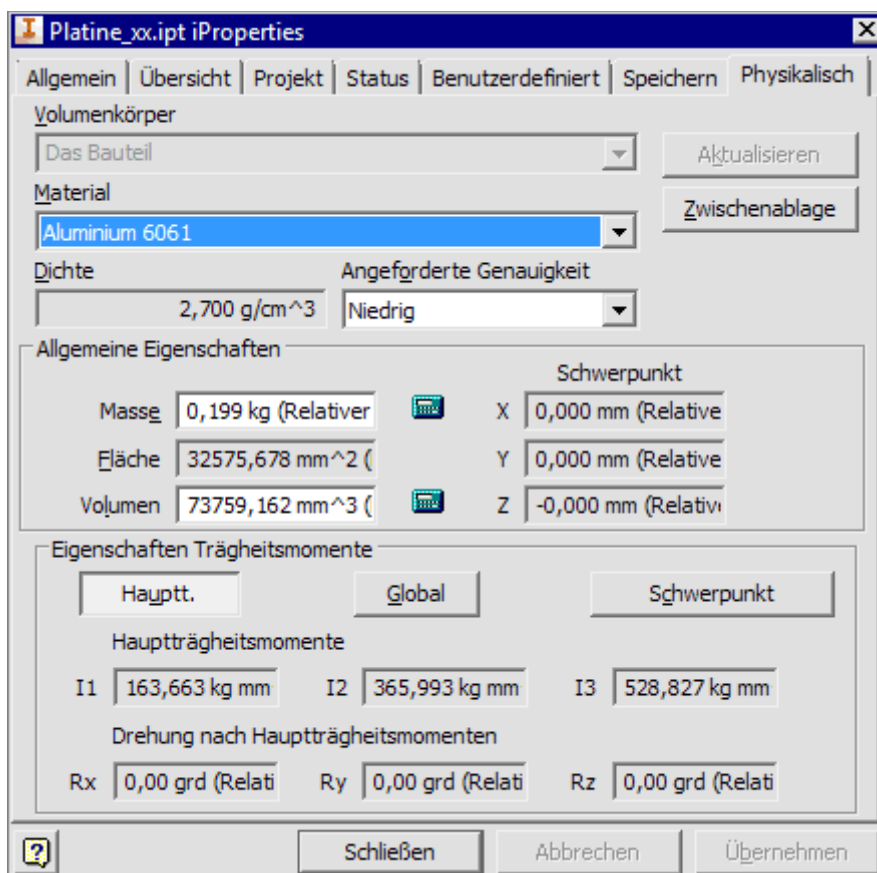 Platine_xx.ipt iProperties
Allgemein Übersicht Projekt Status Benutzerdefiniert Speichern Physikalisch
Volumenkörper
Das Bauteil Aktualisieren
Material
Zwischenablage
Aluminium 6061
Dichte Angeforderte Genauigkeit
2,700 g/cm^3 Niedrig
Allgemeine Eigenschaften
Schwerpunkt
Masse 0,199 kg (Relativer X 0,000 mm (Relative
Fläche 32575,678 mm^2 ( Y 0,000 mm (Relative
Volumen 73759,162 mm^3 ( Z -0,000 mm (Relativ
Eigenschaften Trägheitsmomente
Hauptt. Global Schwerpunkt
Hauptträgheitsmomente
I1 163,663 kg mm I2 365,993 kg mm I3 528,827 kg mm
Drehung nach Hauptträgheitsmomenten
Rx 0,00 grd (Relati Ry 0,00 grd (Relati Rz 0,00 grd (Relati
Schließen Abbrechen Übernehmen